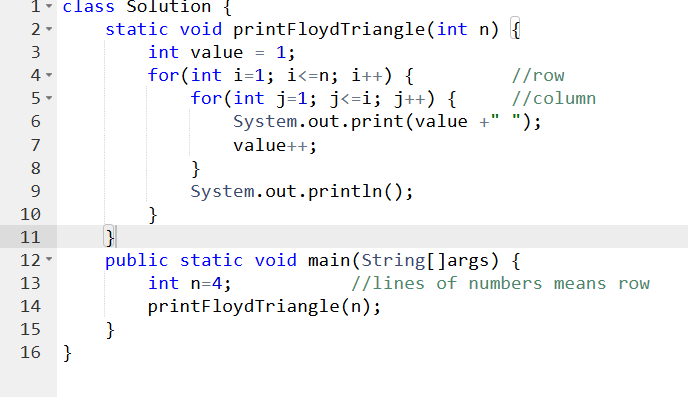 1 class Solution {
2 static void printFloydTriangle(int n) {
3 int value = 1;
4 for(int i=1; i<=n; i++) { //row
5 for(int j=1; j<=i; j++) { //column
6 System.out.print(value +" ");
7 value++;
8 }
9 System.out.println();
10 }
11 }
12 public static void main(String[]args) {
13 int n=4; //lines of numbers means row
14 printFloydTriangle(n);
15 }
16 }